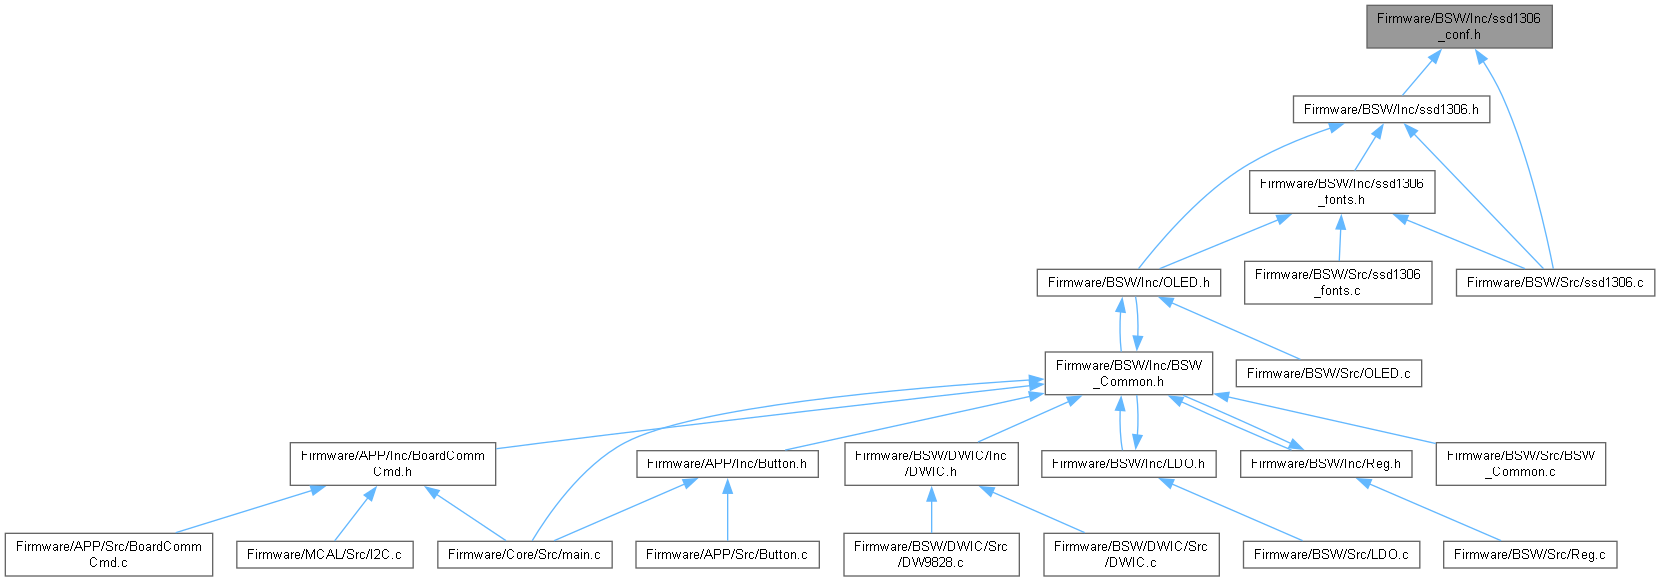 Firmware/BSW/Inc/ssd1306
_conf.h
Firmware/BSW/Inc/ssd1306.h
Firmware/BSW/Inc/ssd1306
_fonts.h
Firmware/BSW/Inc/OLED.h
Firmware/BSW/Src/ssd1306
_fonts.c
Firmware/BSW/Src/ssd1306.c
Firmware/BSW/Inc/BSW
_Common.h
Firmware/BSW/Src/OLED.c
Firmware/APP/Inc/BoardComm
Cmd.h
Firmware/APP/Inc/Button.h
Firmware/BSW/DWIC/Inc
/DWIC.h
Firmware/BSW/Inc/LDO.h
Firmware/BSW/Inc/Reg.h
Firmware/BSW/Src/BSW
_Common.c
Firmware/APP/Src/BoardComm
Cmd.c
Firmware/MCAL/Src/I2C.c
Firmware/Core/Src/main.c
Firmware/APP/Src/Button.c
Firmware/BSW/DWIC/Src
/DW9828.c
Firmware/BSW/DWIC/Src
/DWIC.c
Firmware/BSW/Src/LDO.c
Firmware/BSW/Src/Reg.c